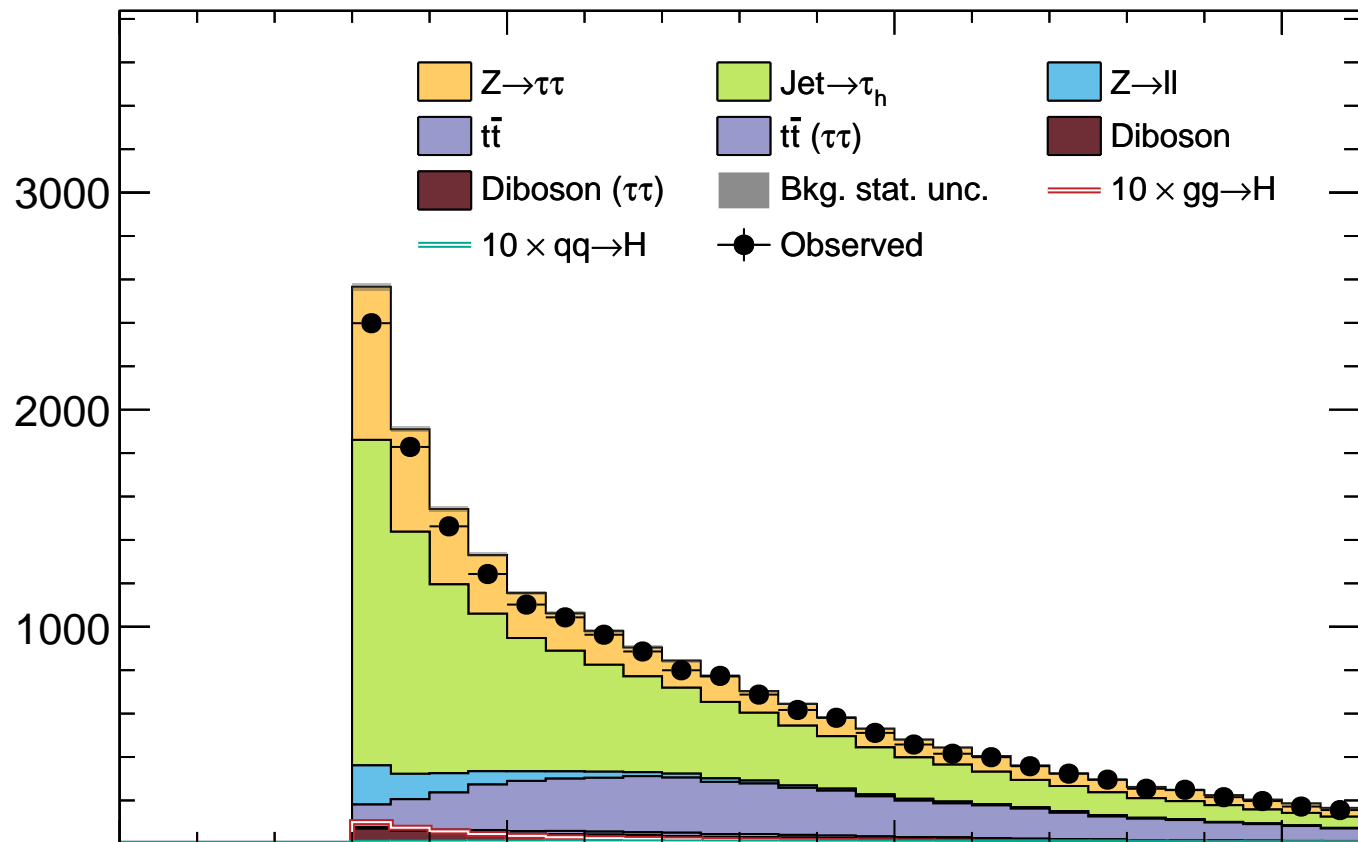 Z→ττ Jet→τh Z→ll
tt̄ tt̄ (ττ) Diboson
3000 Diboson (ττ) Bkg. stat. unc. 10 × gg→H
10 × qq→H Observed
2000
1000